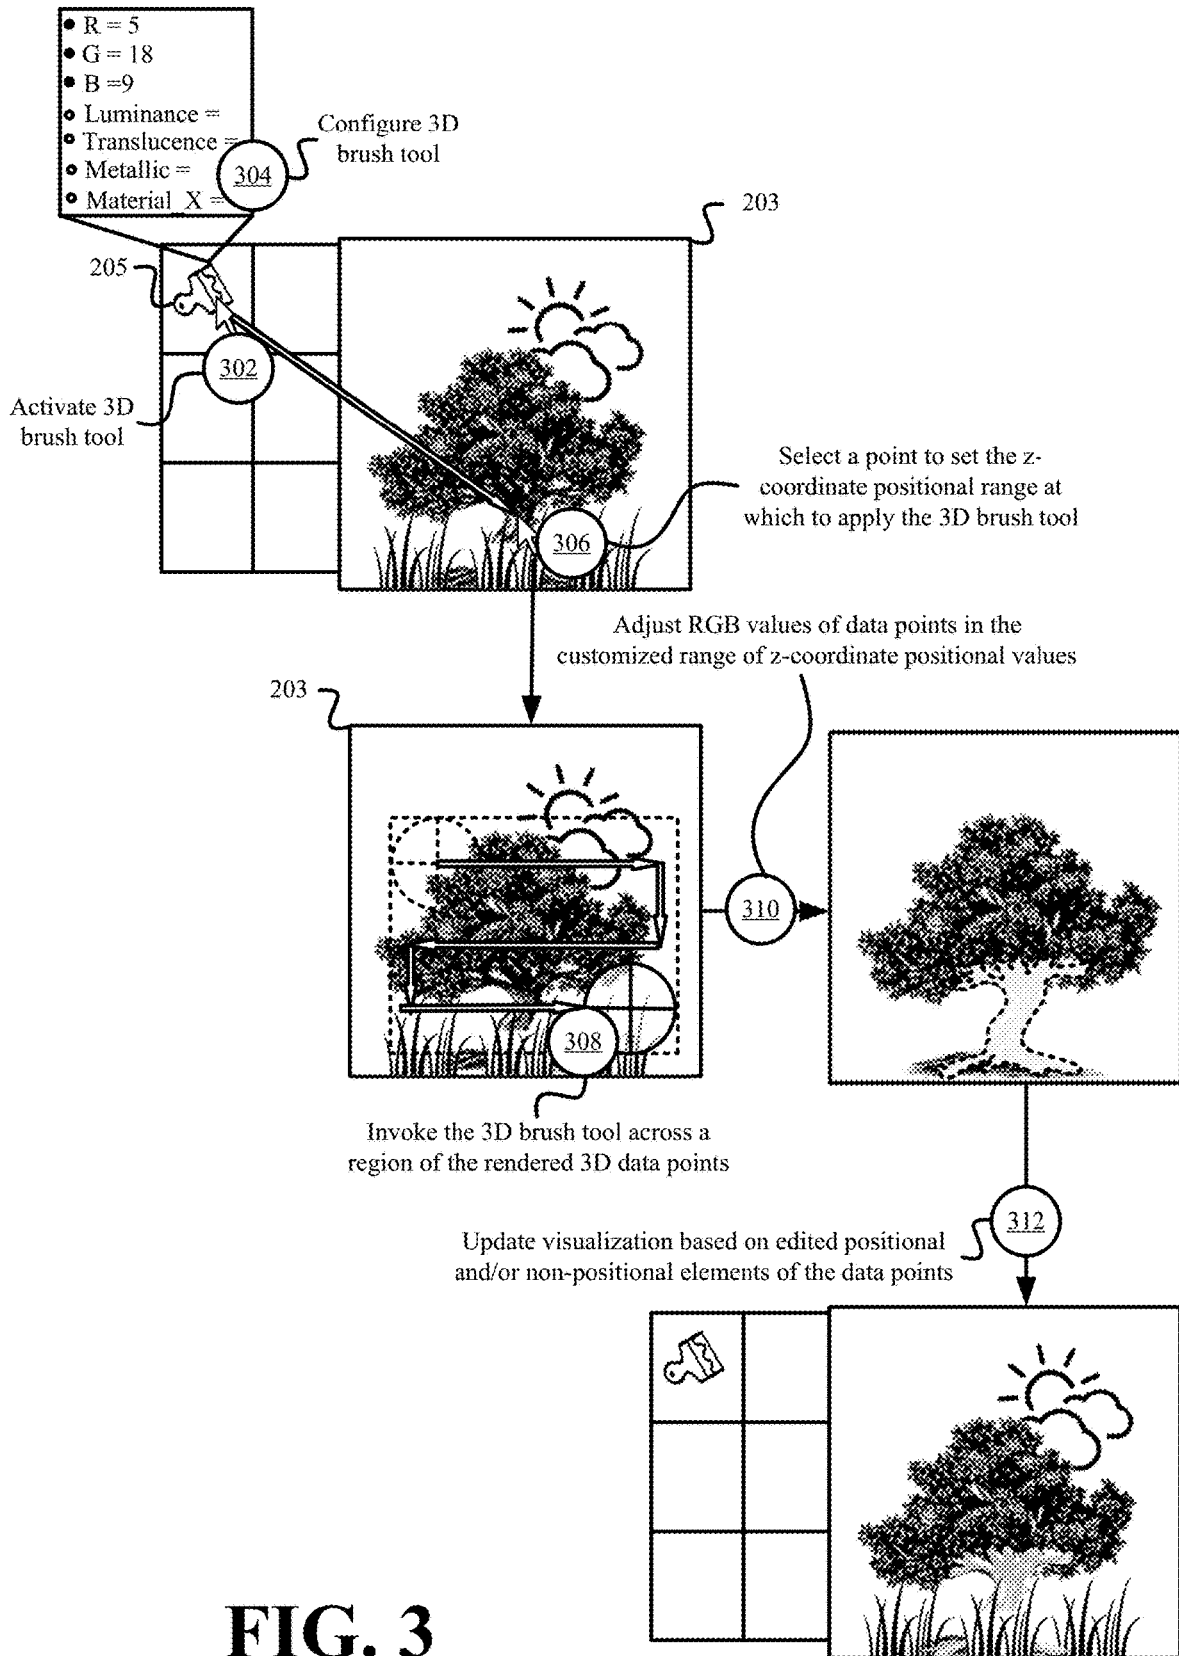 R = 5
G = 18
B =9
Luminance =
Translucence =
Metallic =
Material_X =
304
Configure 3D
brush tool
203
205
302
Activate 3D
brush tool
306
Select a point to set the z-
coordinate positional range at
which to apply the 3D brush tool
Adjust RGB values of data points in the
customized range of z-coordinate positional values
203
310
308
Invoke the 3D brush tool across a
region of the rendered 3D data points
312
Update visualization based on edited positional
and/or non-positional elements of the data points
FIG. 3